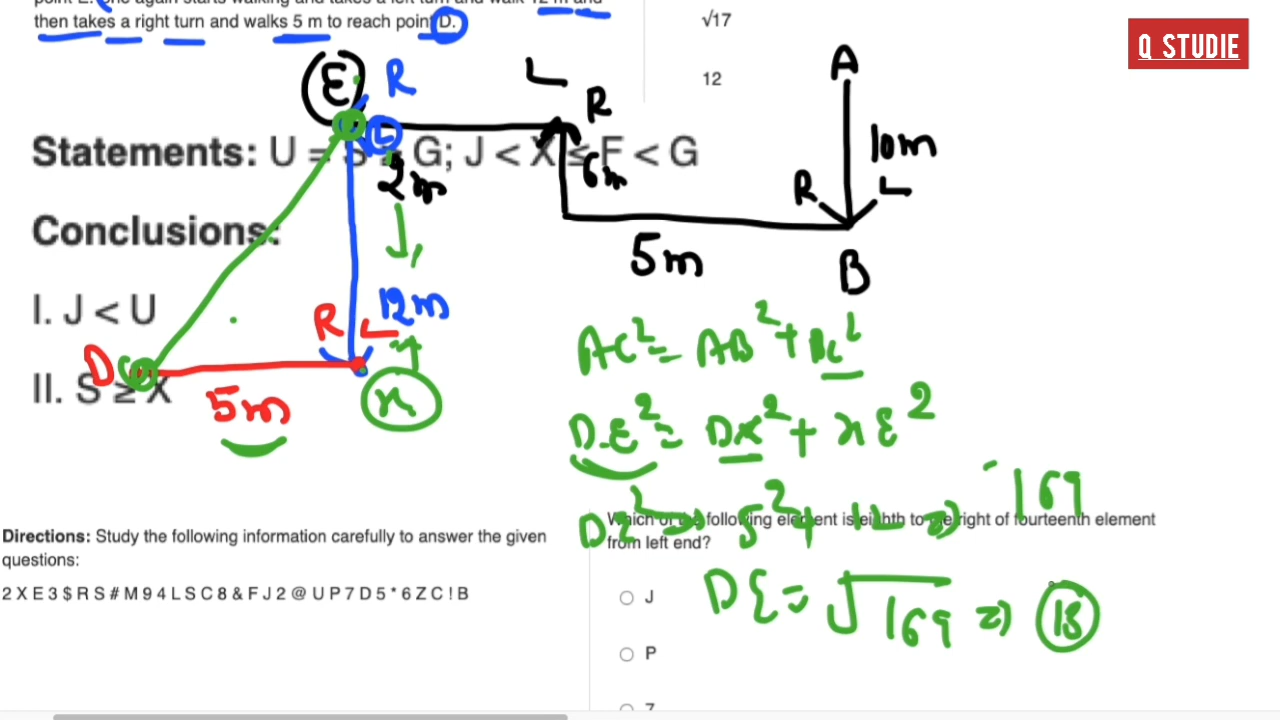 then takes a right turn and walks 5 m to reach point D.
√17
12
Q STUDIE
E R
L
R
A
10m
R L
B
6m
5m
2m
12m
R L
D
5m
x
Statements: U = S ≥ G; J < X ≤ F < G
Conclusions:
I. J < U
II. S ≥ X
AC² = AB² + BC²
DE² = DX² + xE²
DE² = 5² + 12 => 169
DE = √169 => 13
Directions: Study the following information carefully to answer the given
questions:
2 X E 3 $ R S # M 9 4 L S C 8 & F J 2 @ U P 7 D 5 * 6 Z C ! B
Which of the following element is eighth to the right of fourteenth element
from left end?
J
P